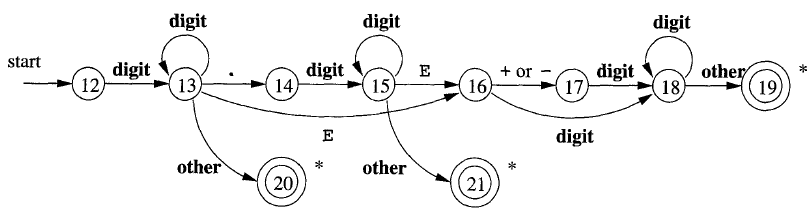 digit digit digit
start digit . digit E + or - digit other *
12 13 14 15 16 17 18 19
E digit
other * other *
20 21